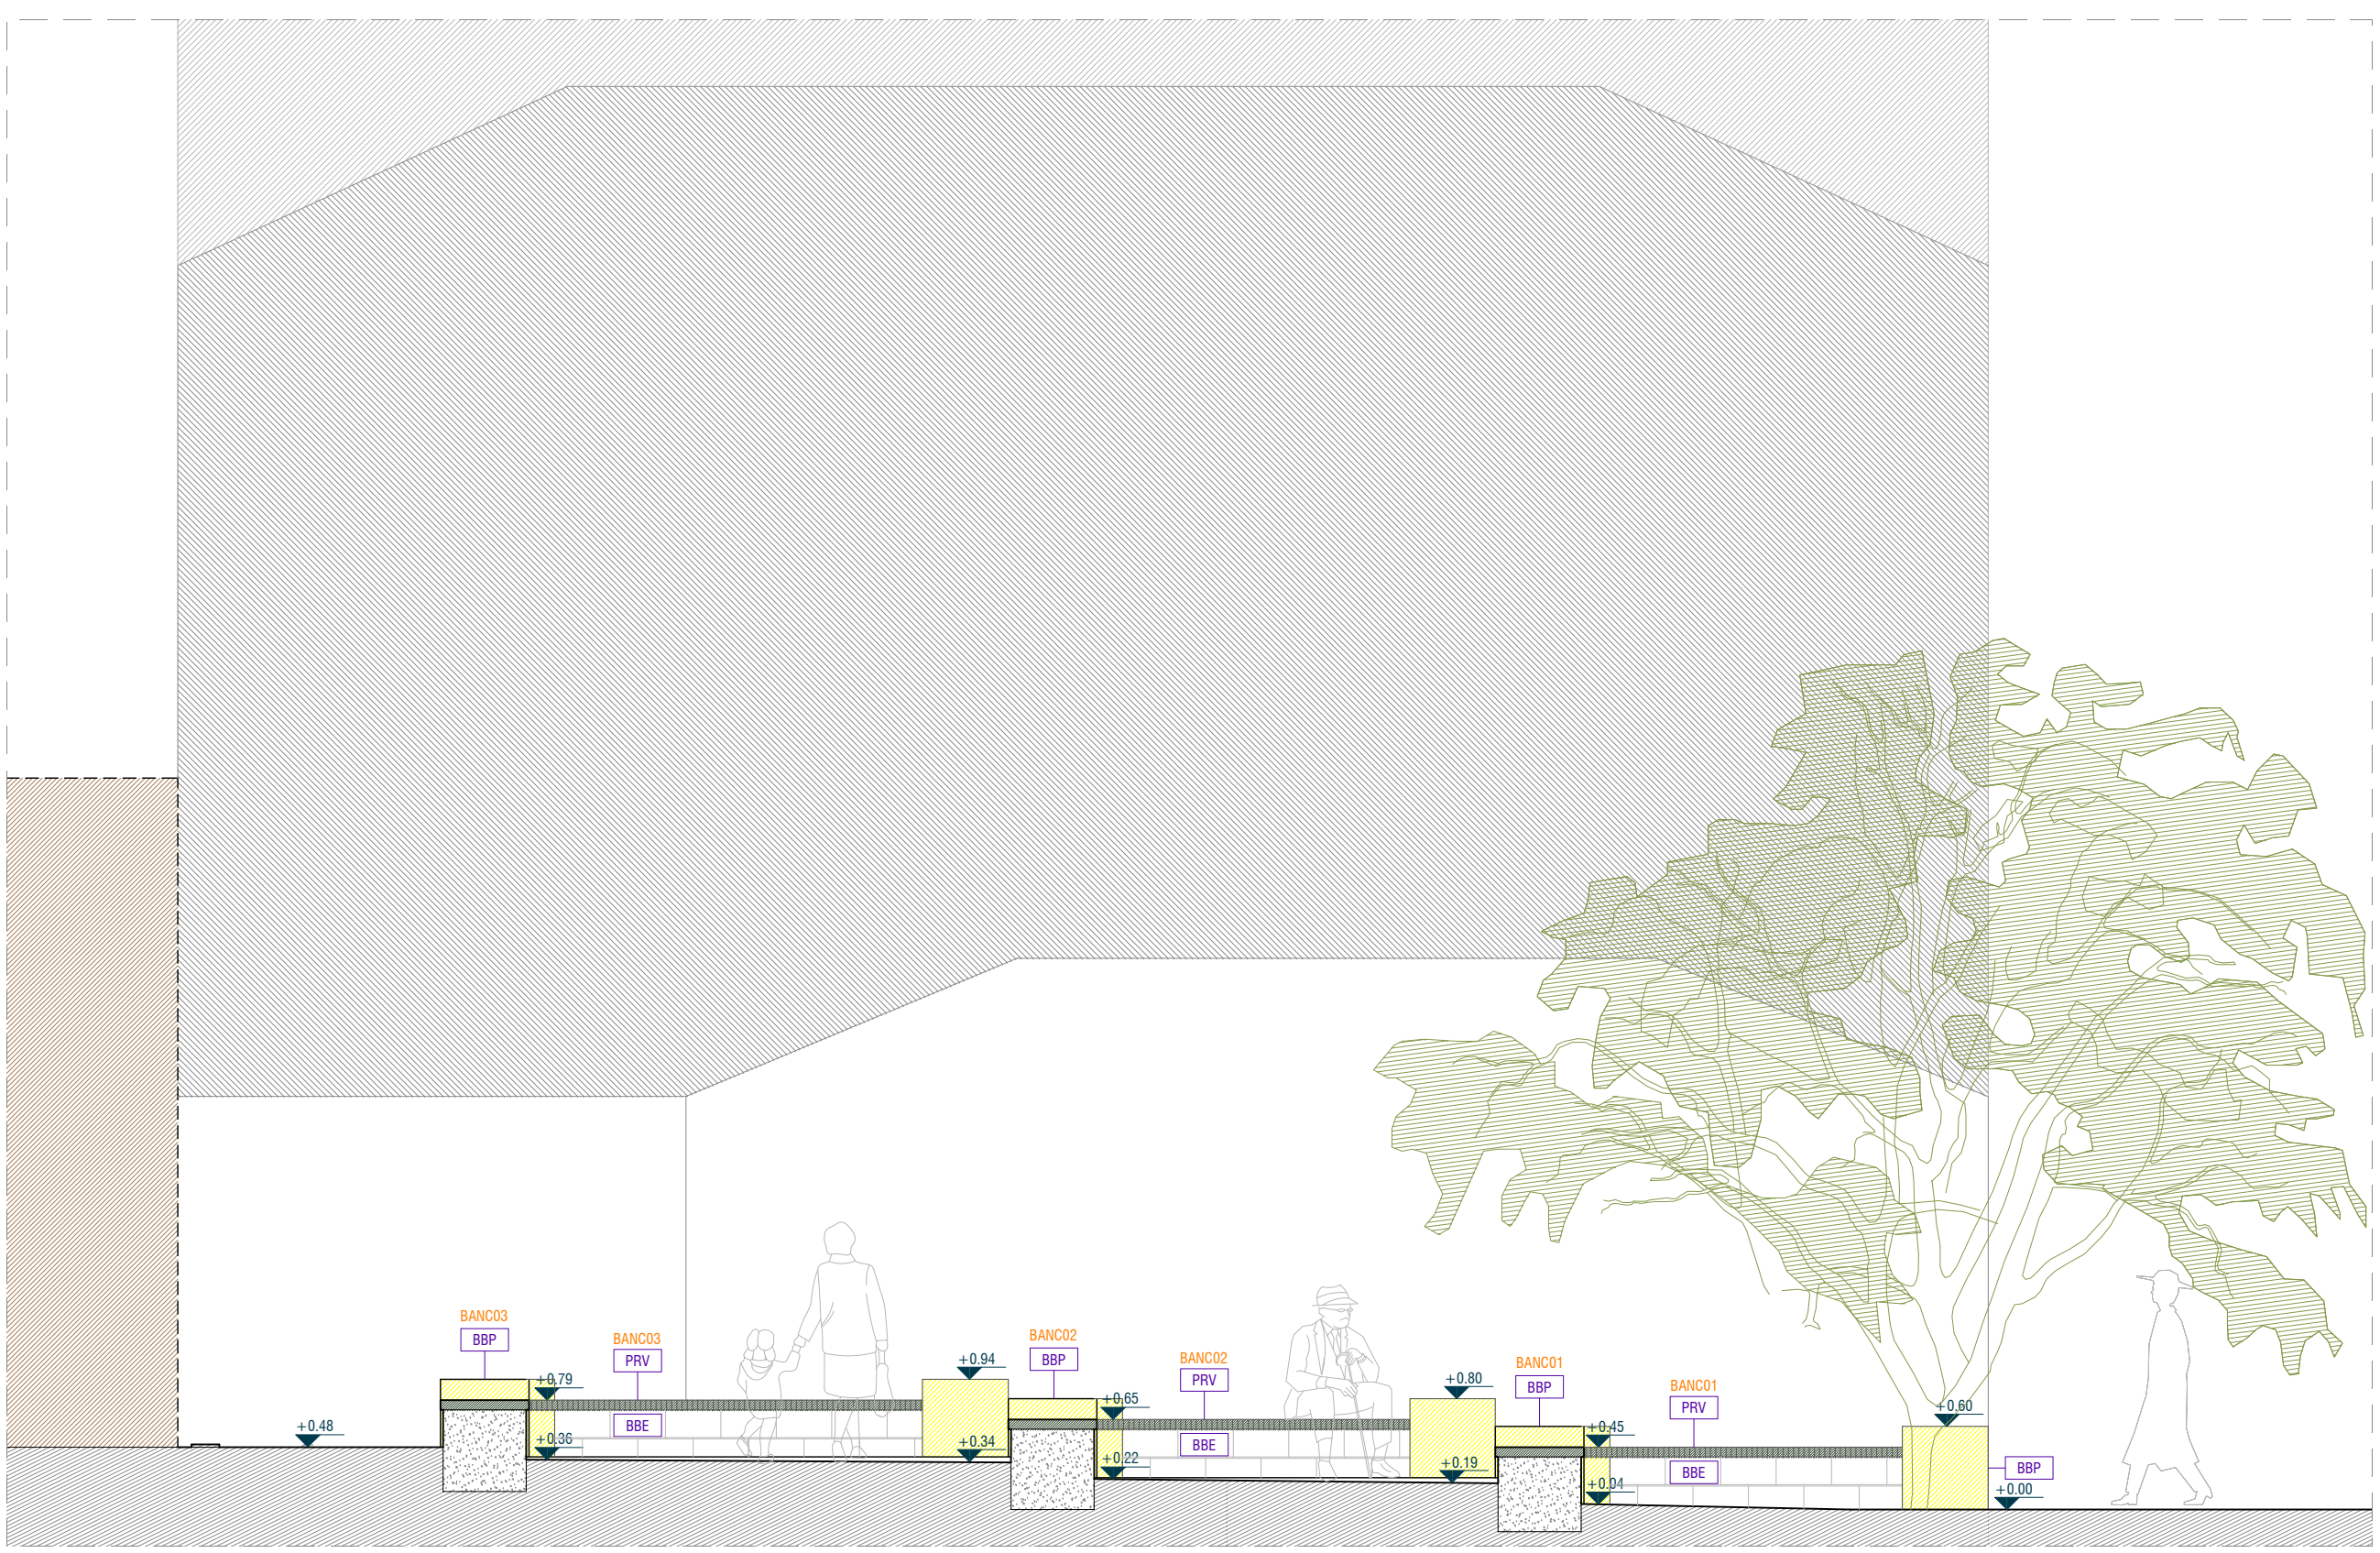 BANC03
BBP
BANC03
PRV
BBE
+0.48
+0.79
+0.36
+0.94
+0.34
BANC02
BBP
BANC02
PRV
BBE
+0.65
+0.22
+0.80
+0.19
BANC01
BBP
BANC01
PRV
BBE
+0.45
+0.04
+0.60
BBP
+0.00